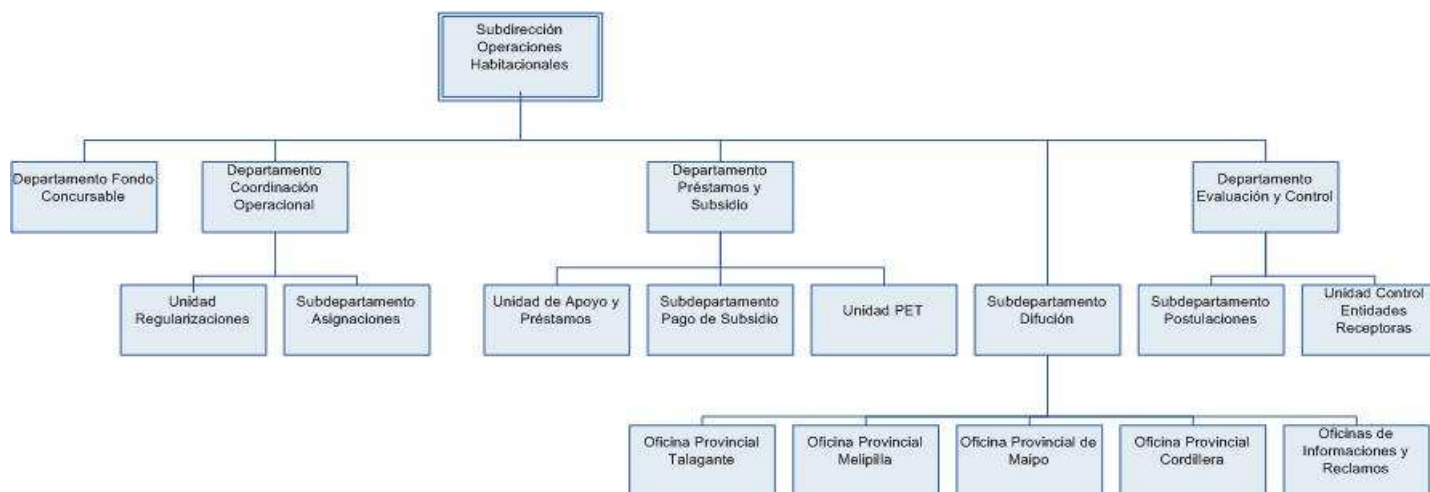 Subdirección
Operaciones
Habitacionales
Departamento Fondo
Concursable
Departamento
Coordinación
Operacional
Departamento
Préstamos y
Subsidio
Departamento
Evaluación y Control
Unidad
Regularizaciones
Subdepartamento
Asignaciones
Unidad de Apoyo y
Préstamos
Subdepartamento
Pago de Subsidio
Unidad PET
Subdepartamento
Difución
Subdepartamento
Postulaciones
Unidad Control
Entidades
Receptoras
Oficina Provincial
Talagante
Oficina Provincial
Melipilla
Oficina Provincial de
Maipo
Oficina Provincial
Cordillera
Oficinas de
Informaciones y
Reclamos